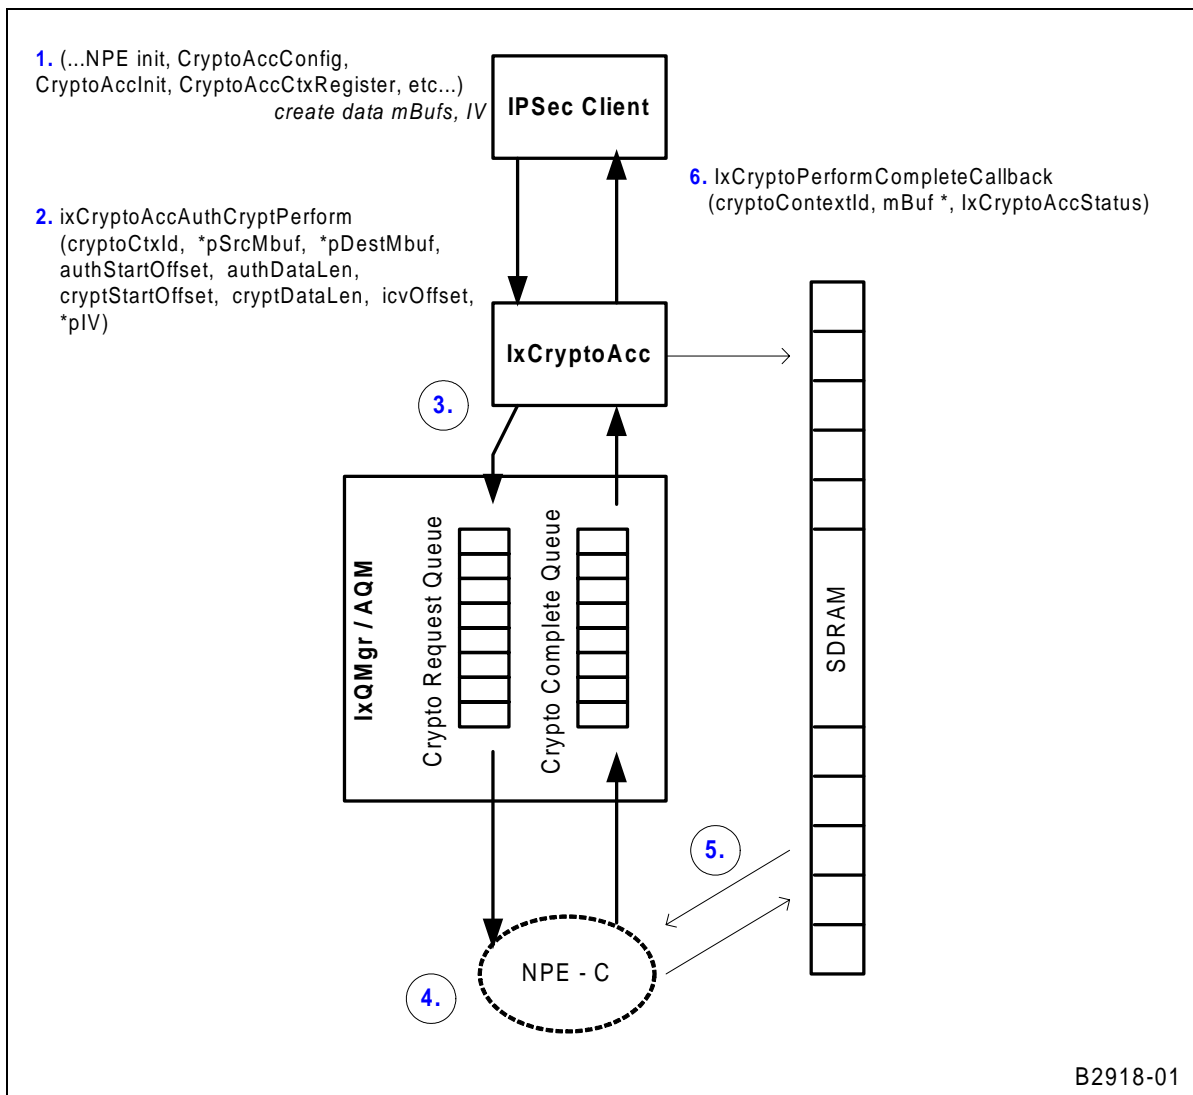 1. (...NPE init, CryptoAccConfig,
CryptoAccInit, CryptoAccCtxRegister, etc...)
create data mBufs, IV
IPSec Client
6. IxCryptoPerformCompleteCallback
(cryptoContextId, mBuf *, IxCryptoAccStatus)
2. ixCryptoAccAuthCryptPerform
(cryptoCtxId, *pSrcMbuf, *pDestMbuf,
authStartOffset, authDataLen,
cryptStartOffset, cryptDataLen, icvOffset,
*pIV)
IxCryptoAcc
3.
IxQMgr / AQM
Crypto Request Queue
Crypto Complete Queue
SDRAM
5.
NPE - C
4.
B2918-01